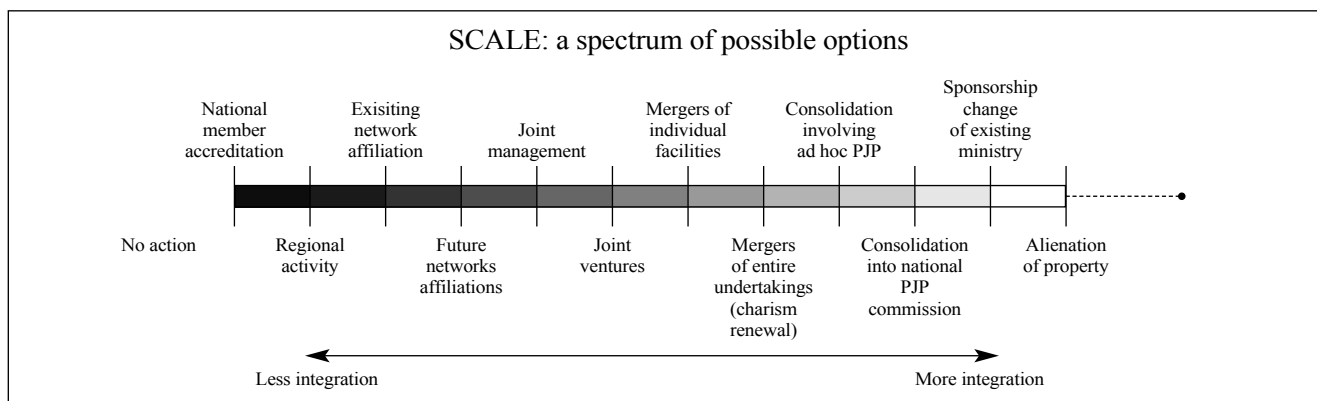 SCALE: a spectrum of possible options
National
member
accreditation
Exisiting
network
affiliation
Joint
management
Mergers of
individual
facilities
Consolidation
involving
ad hoc PJP
Sponsorship
change
of existing
ministry
No action
Regional
activity
Future
networks
affiliations
Joint
ventures
Mergers
of entire
undertakings
(charism
renewal)
Consolidation
into national
PJP
commission
Alienation
of property
Less integration
More integration